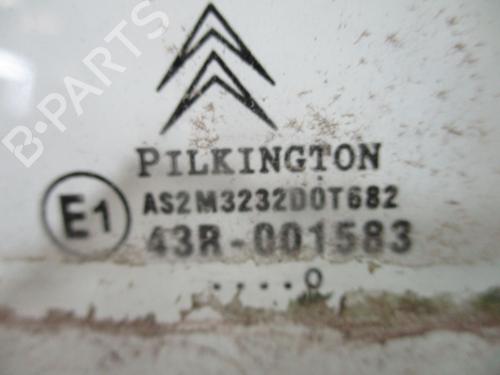 B-PARTS
PILKINGTON
E1
AS2M3232D0T682
43R-001583
....0